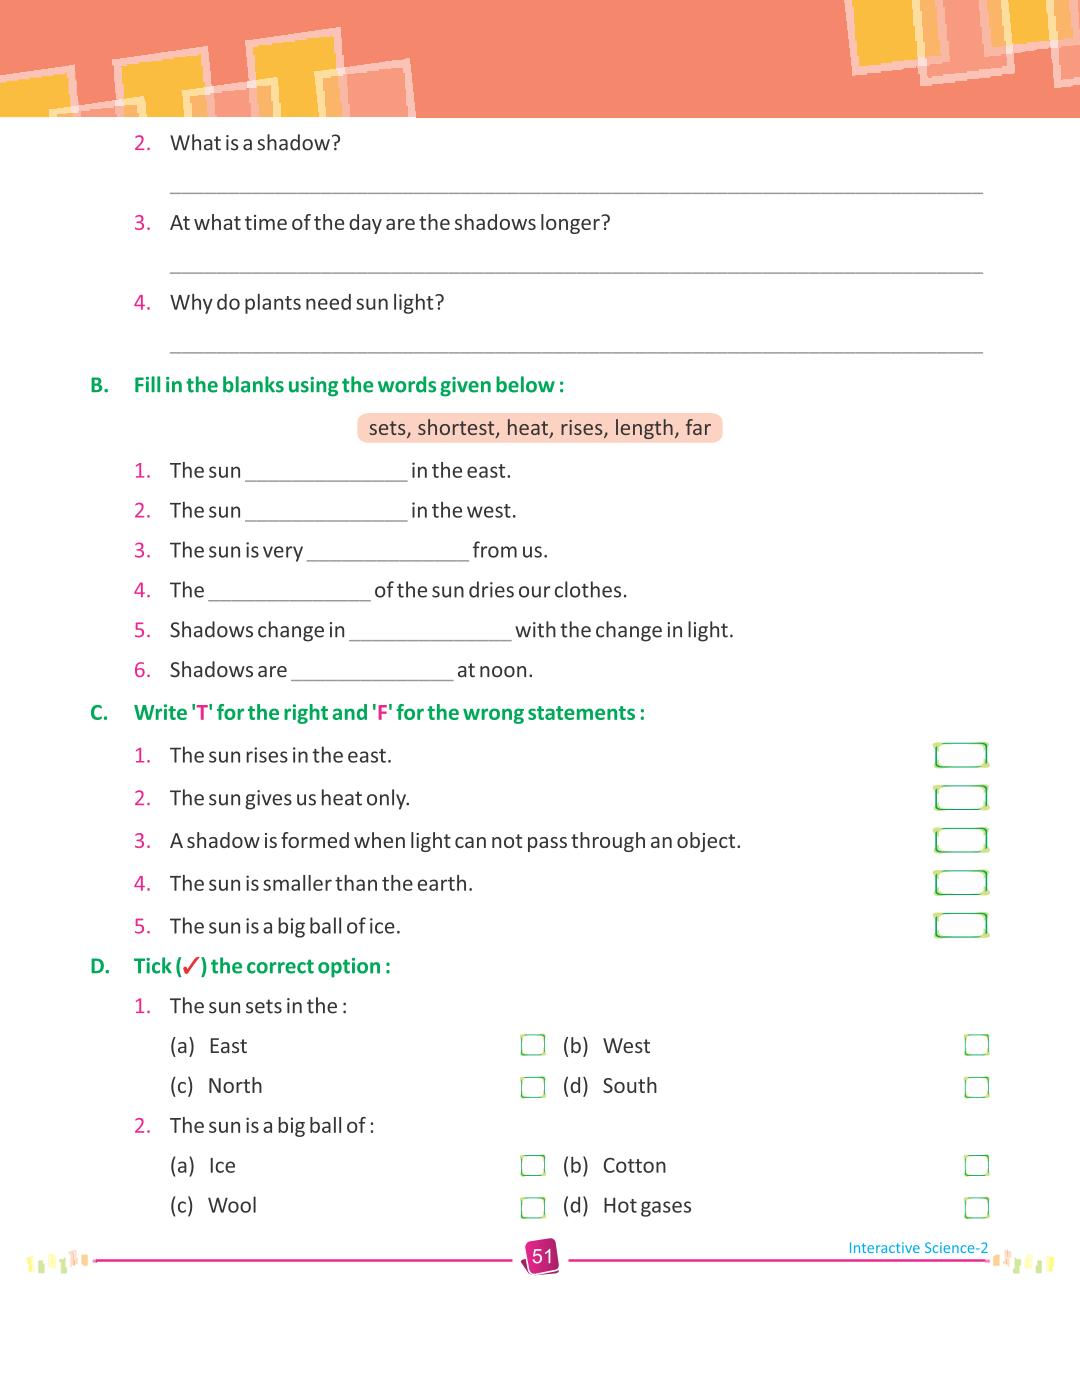 2. What is a shadow?
3. At what time of the day are the shadows longer?
4. Why do plants need sun light?
B. Fill in the blanks using the words given below :
sets, shortest, heat, rises, length, far
1. The sun ______________ in the east.
2. The sun ______________ in the west.
3. The sun is very ______________ from us.
4. The ______________ of the sun dries our clothes.
5. Shadows change in ______________ with the change in light.
6. Shadows are ______________ at noon.
C. Write 'T' for the right and 'F' for the wrong statements :
1. The sun rises in the east.
2. The sun gives us heat only.
3. A shadow is formed when light can not pass through an object.
4. The sun is smaller than the earth.
5. The sun is a big ball of ice.
D. Tick (✓) the correct option :
1. The sun sets in the :
(a) East (b) West
(c) North (d) South
2. The sun is a big ball of :
(a) Ice (b) Cotton
(c) Wool (d) Hot gases
51
Interactive Science-2